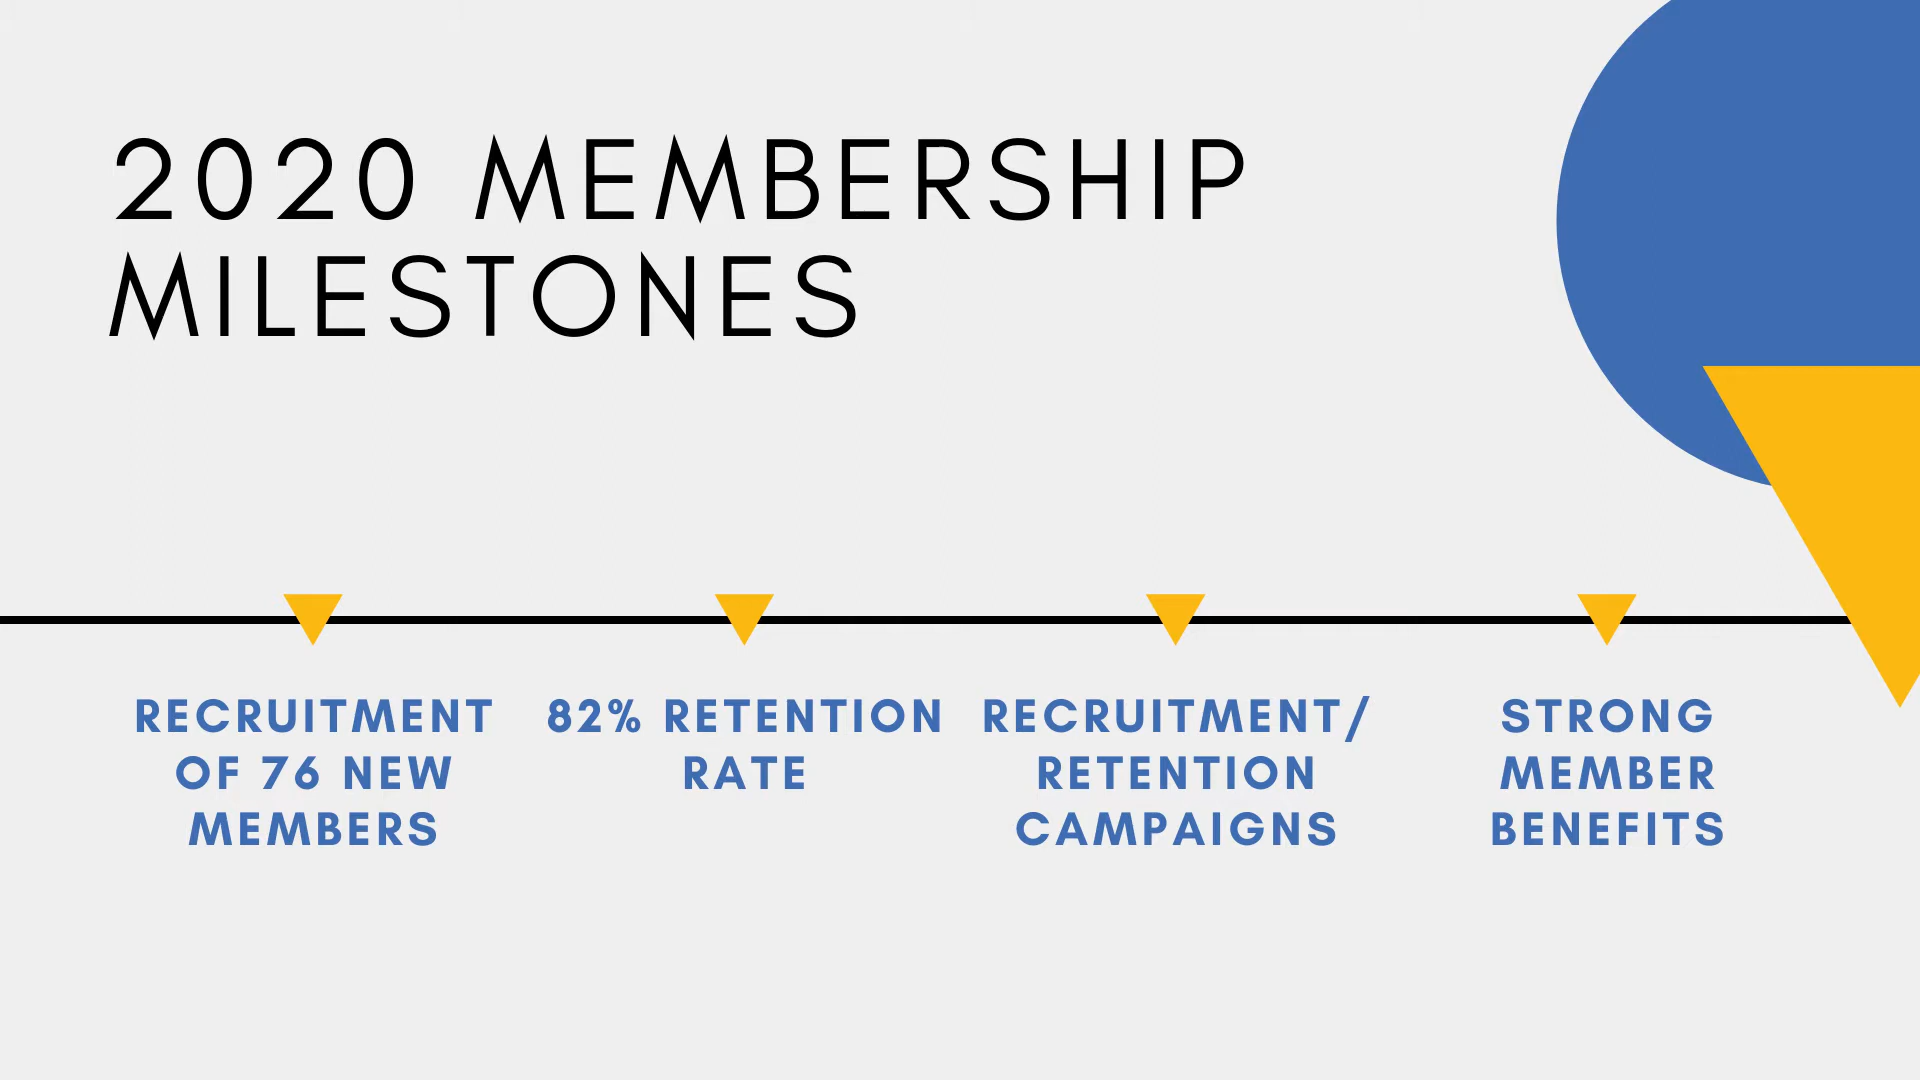 2020 MEMBERSHIP
MILESTONES
RECRUITMENT
OF 76 NEW
MEMBERS
82% RETENTION
RATE
RECRUITMENT/
RETENTION
CAMPAIGNS
STRONG
MEMBER
BENEFITS